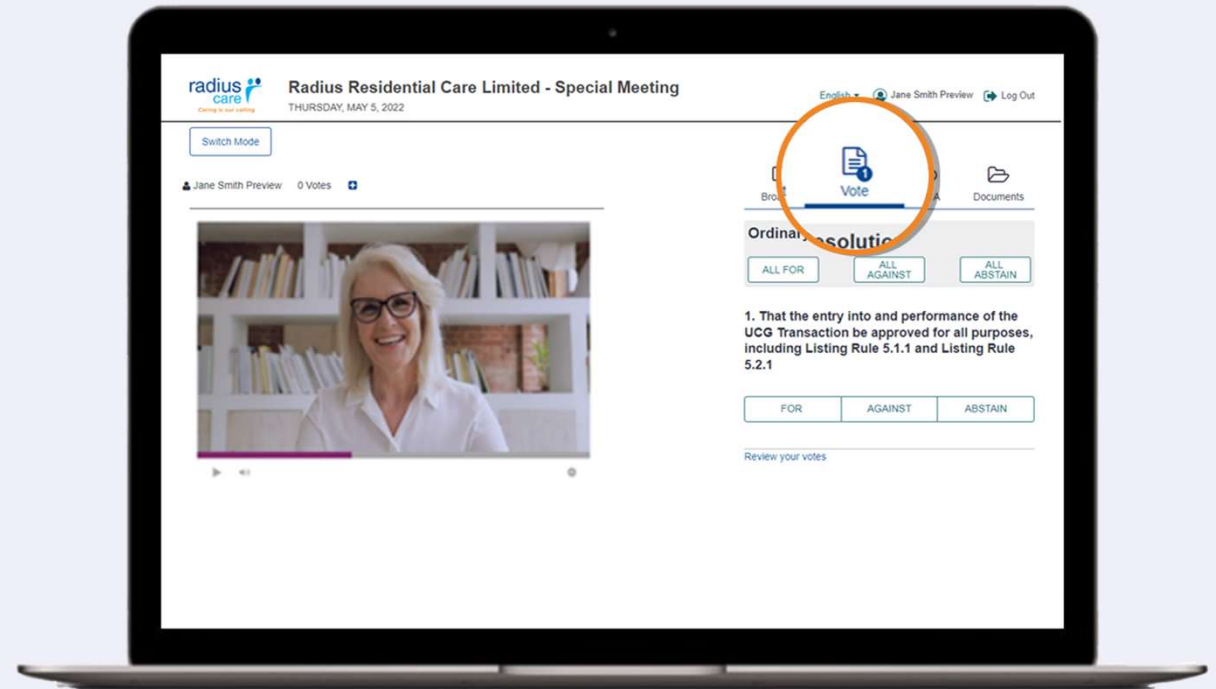 radius
care
Caring is our calling
Radius Residential Care Limited - Special Meeting
THURSDAY, MAY 5, 2022
English
Jane Smith Preview
Log Out
Switch Mode
Jane Smith Preview 0 Votes
1
Vote
A
Documents
Ordinary
ALL FOR
ALL
AGAINST
ALL
ABSTAIN
1. That the entry into and performance of the
UCG Transaction be approved for all purposes,
including Listing Rule 5.1.1 and Listing Rule
5.2.1
FOR AGAINST ABSTAIN
Review your votes